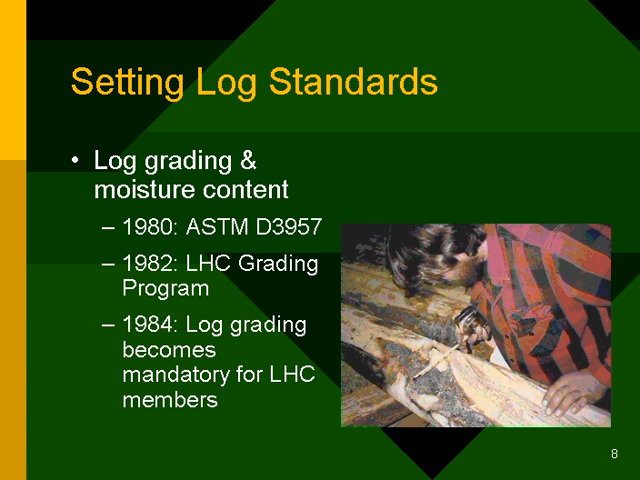 Setting Log Standards
• Log grading &
moisture content
– 1980: ASTM D3957
– 1982: LHC Grading
Program
– 1984: Log grading
becomes
mandatory for LHC
members
8